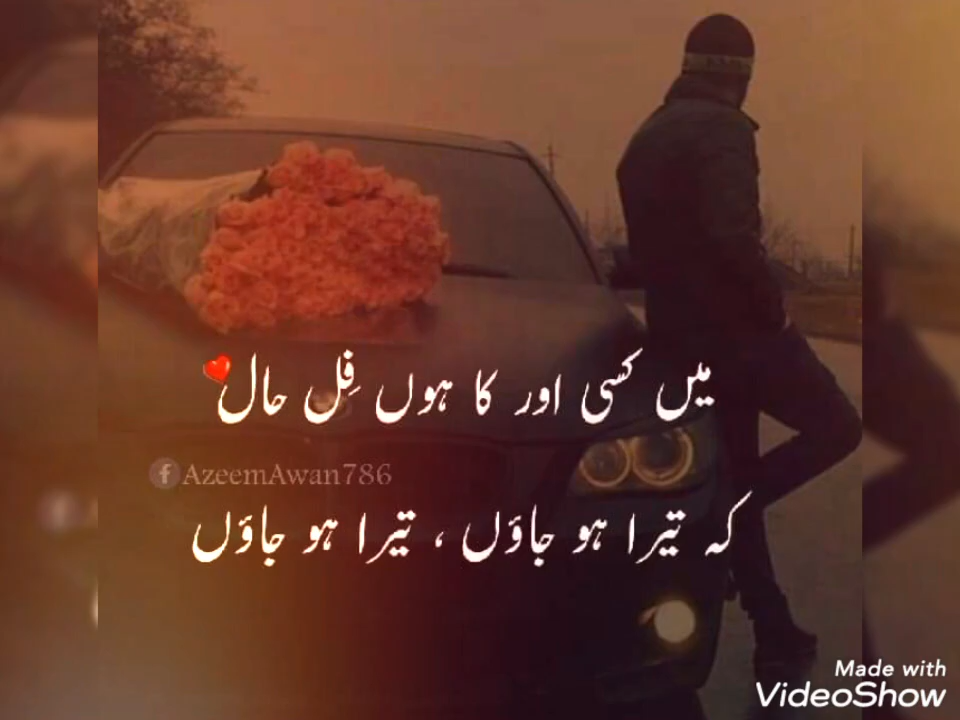 میں کسی اور کا ہوں فِل حال
AzeemAwan786
کہ تیرا ہو جاؤں ، تیرا ہو جاؤں
Made with
VideoShow